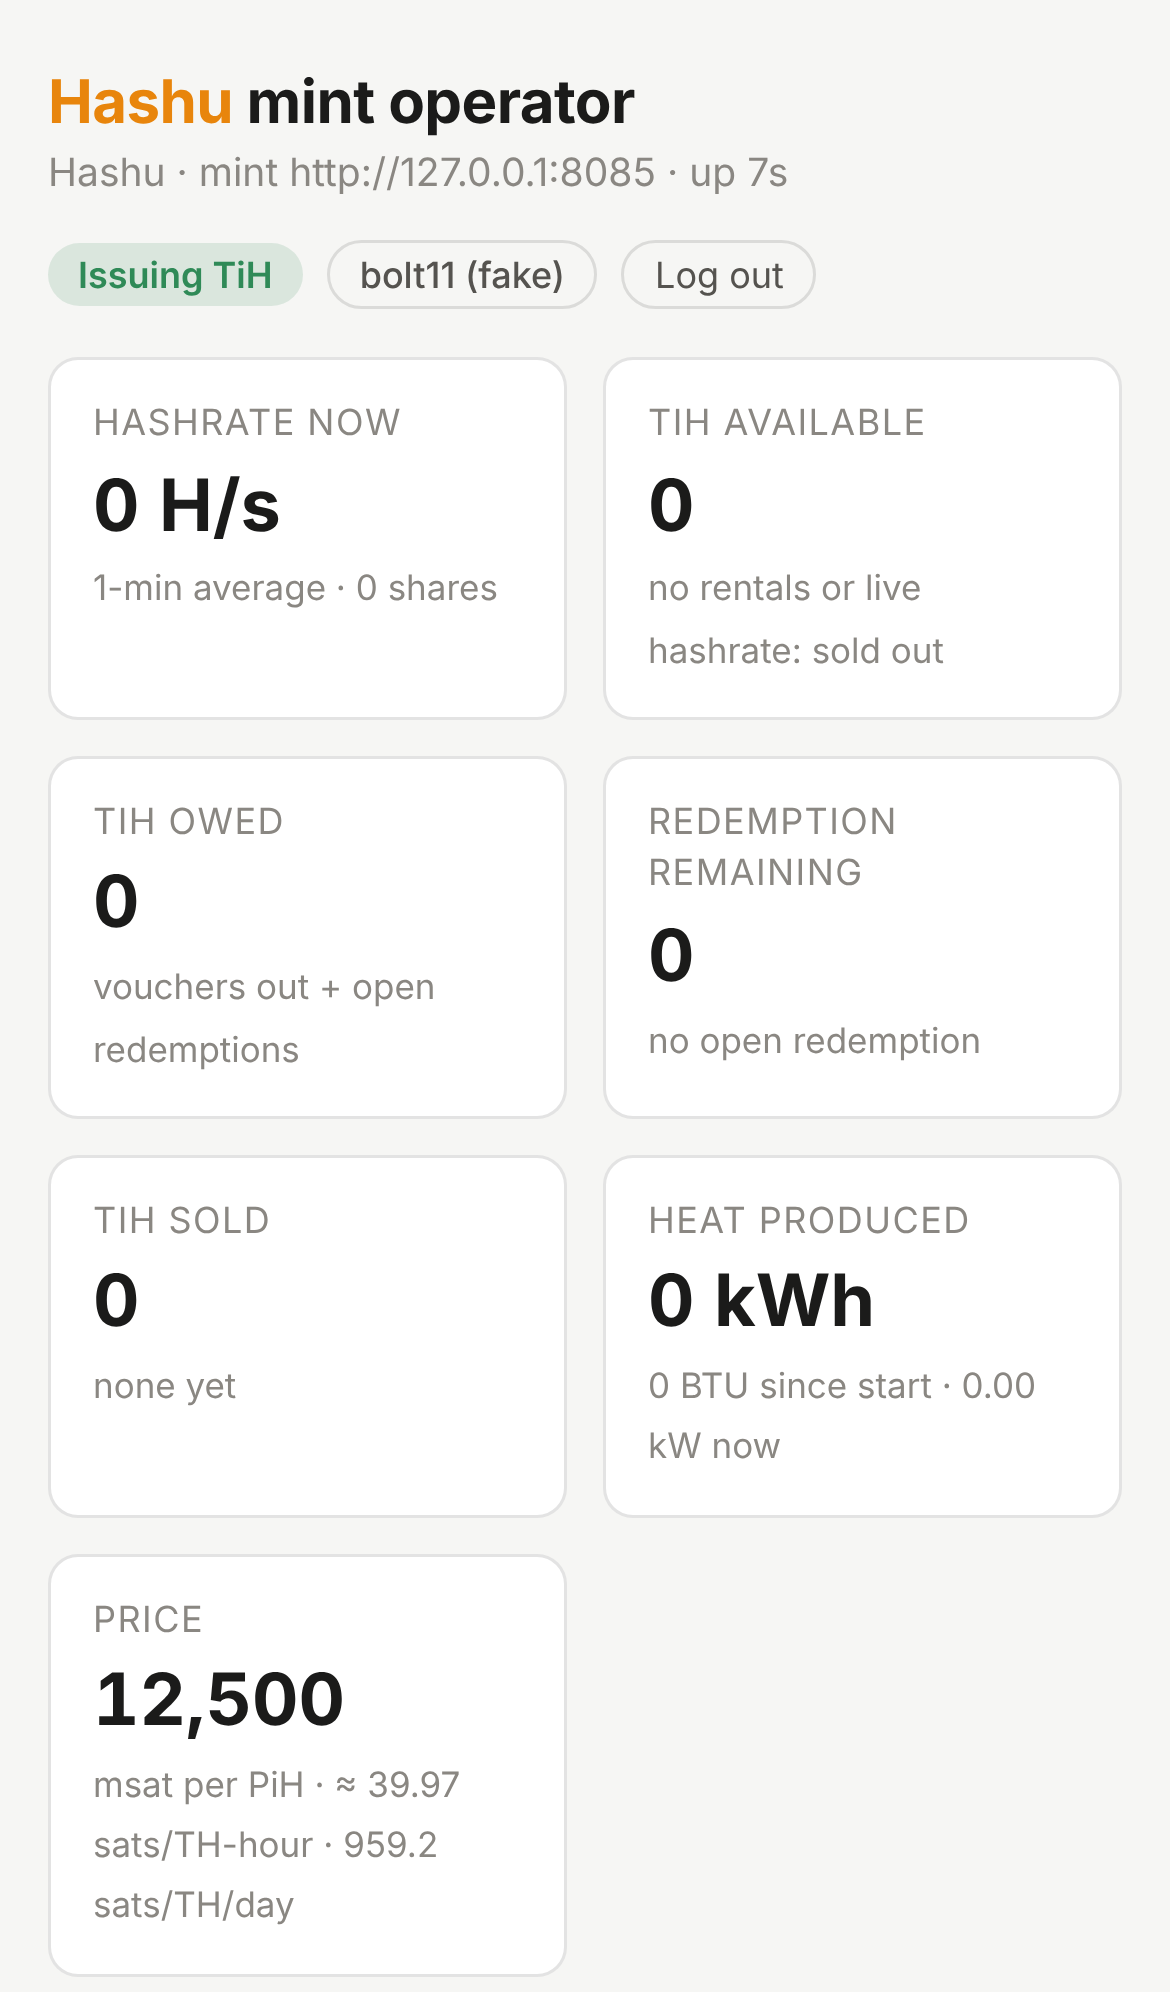 Hashu mint operator
Hashu · mint http://127.0.0.1:8085 · up 7s
Issuing TiH
bolt11 (fake)
Log out
HASHRATE NOW
0 H/s
1-min average · 0 shares
TIH AVAILABLE
0
no rentals or live
hashrate: sold out
TIH OWED
0
vouchers out + open
redemptions
REDEMPTION
REMAINING
0
no open redemption
TIH SOLD
0
none yet
HEAT PRODUCED
0 kWh
0 BTU since start · 0.00
kW now
PRICE
12,500
msat per PiH · ≈ 39.97
sats/TH-hour · 959.2
sats/TH/day